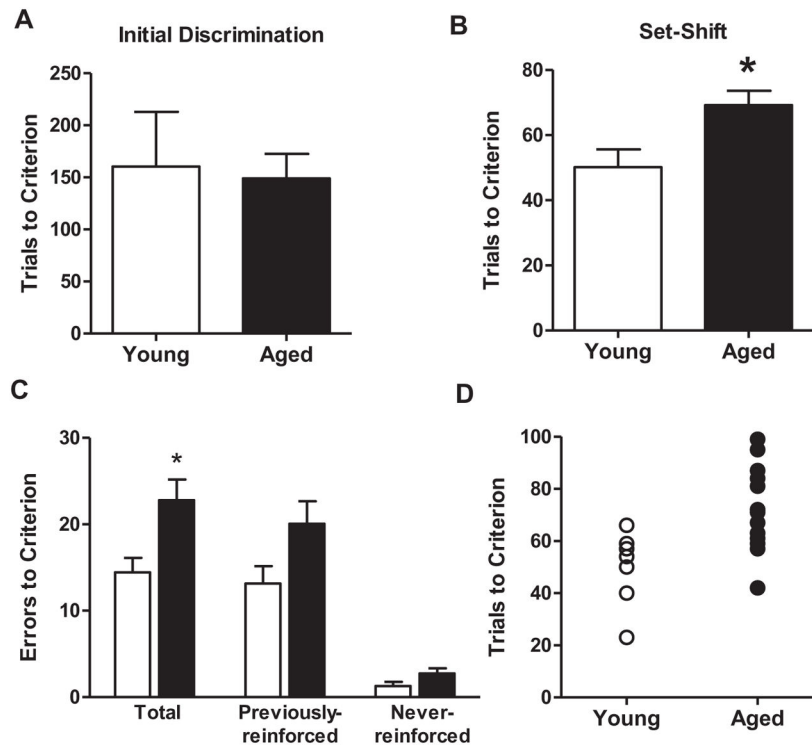 A
Initial Discrimination
Trials to Criterion
250
200
150
100
50
0
Young
Aged
B
Set-Shift
*
Trials to Criterion
80
60
40
20
0
Young
Aged
C
Errors to Criterion
30
20
10
0
*
Total
Previously-
reinforced
Never-
reinforced
D
Trials to Criterion
100
80
60
40
20
0
Young
Aged